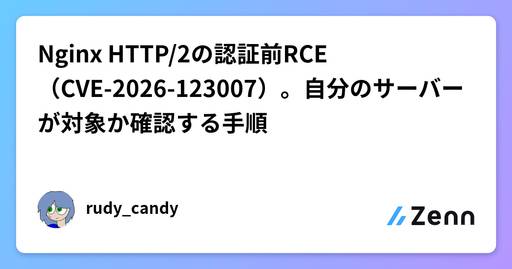 Nginx HTTP/2の認証前RCE
（CVE-2026-123007）。自分のサーバー
が対象か確認する手順
rudy_candy
Zenn